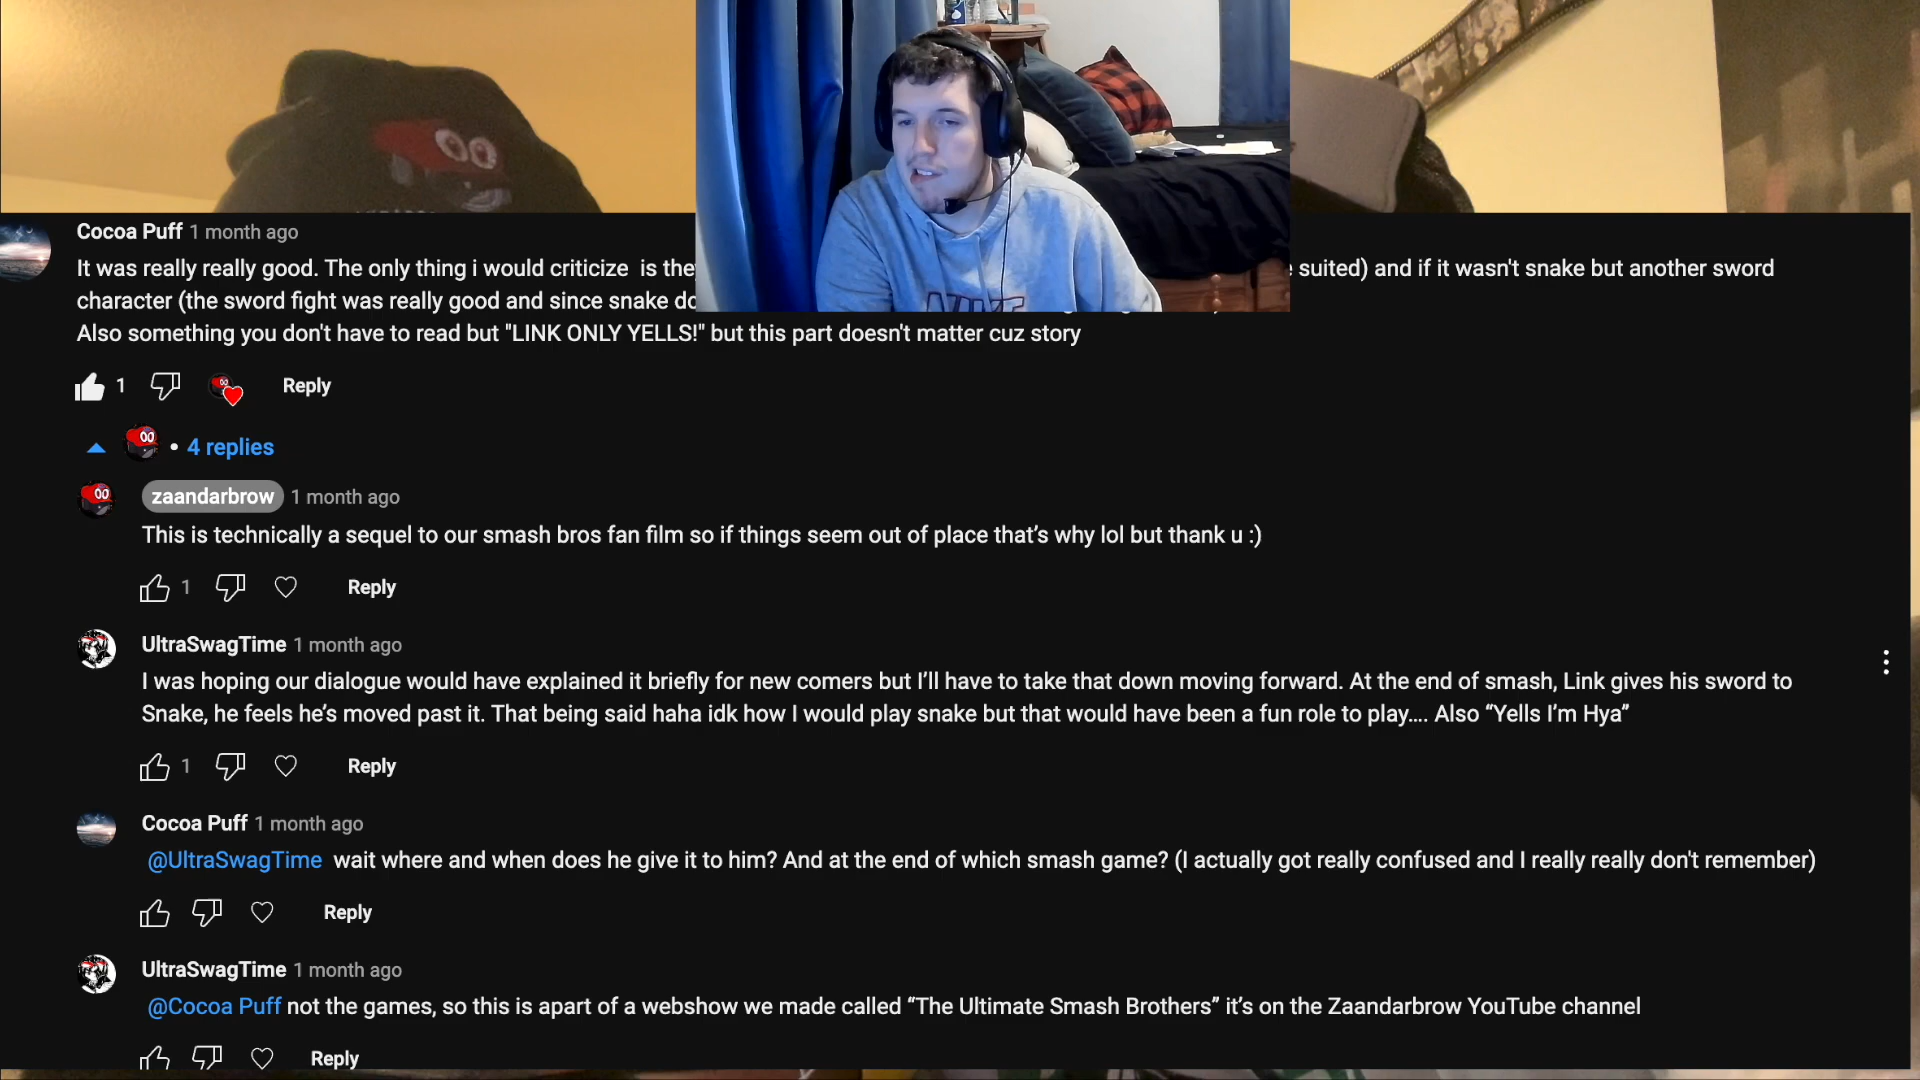 Cocoa Puff 1 month ago
It was really really good. The only thing i would criticize is the suited) and if it wasn't snake but another sword
character (the sword fight was really good and since snake
Also something you don't have to read but "LINK ONLY YELLS!" but this part doesn't matter cuz story
1 Reply
• 4 replies
zaandarbrow 1 month ago
This is technically a sequel to our smash bros fan film so if things seem out of place that’s why lol but thank u :)
1 Reply
UltraSwagTime 1 month ago
I was hoping our dialogue would have explained it briefly for new comers but I’ll have to take that down moving forward. At the end of smash, Link gives his sword to
Snake, he feels he’s moved past it. That being said haha idk how I would play snake but that would have been a fun role to play…. Also “Yells I’m Hya”
1 Reply
Cocoa Puff 1 month ago
@UltraSwagTime wait where and when does he give it to him? And at the end of which smash game? (I actually got really confused and I really really don't remember)
Reply
UltraSwagTime 1 month ago
@Cocoa Puff not the games, so this is apart of a webshow we made called “The Ultimate Smash Brothers” it’s on the Zaandarbrow YouTube channel
Reply